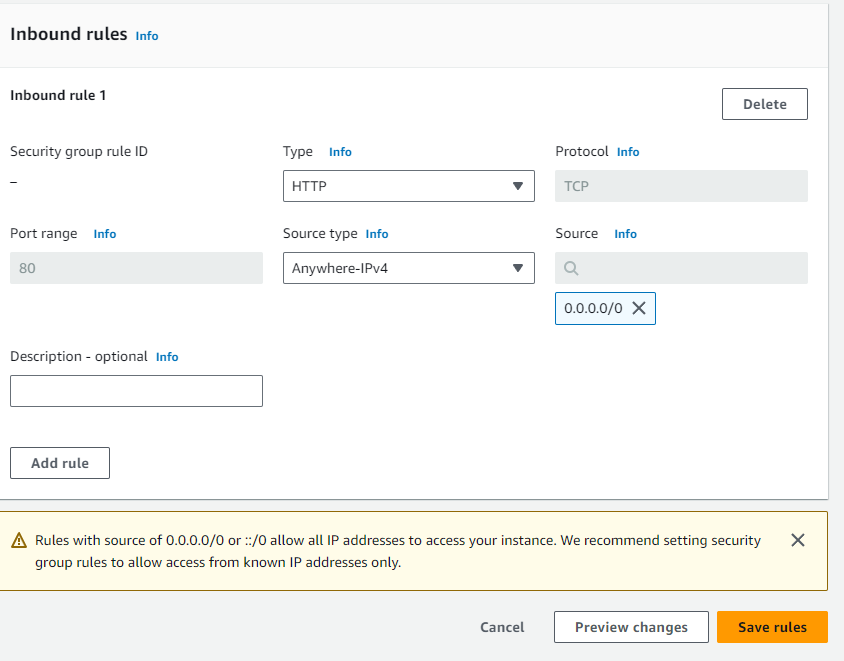 Inbound rules Info
Inbound rule 1
Delete
Security group rule ID
Type Info
Protocol Info
–
HTTP
TCP
Port range Info
Source type Info
Source Info
80
Anywhere-IPv4
0.0.0.0/0
Description - optional Info
Add rule
Rules with source of 0.0.0.0/0 or ::/0 allow all IP addresses to access your instance. We recommend setting security
group rules to allow access from known IP addresses only.
Cancel
Preview changes
Save rules